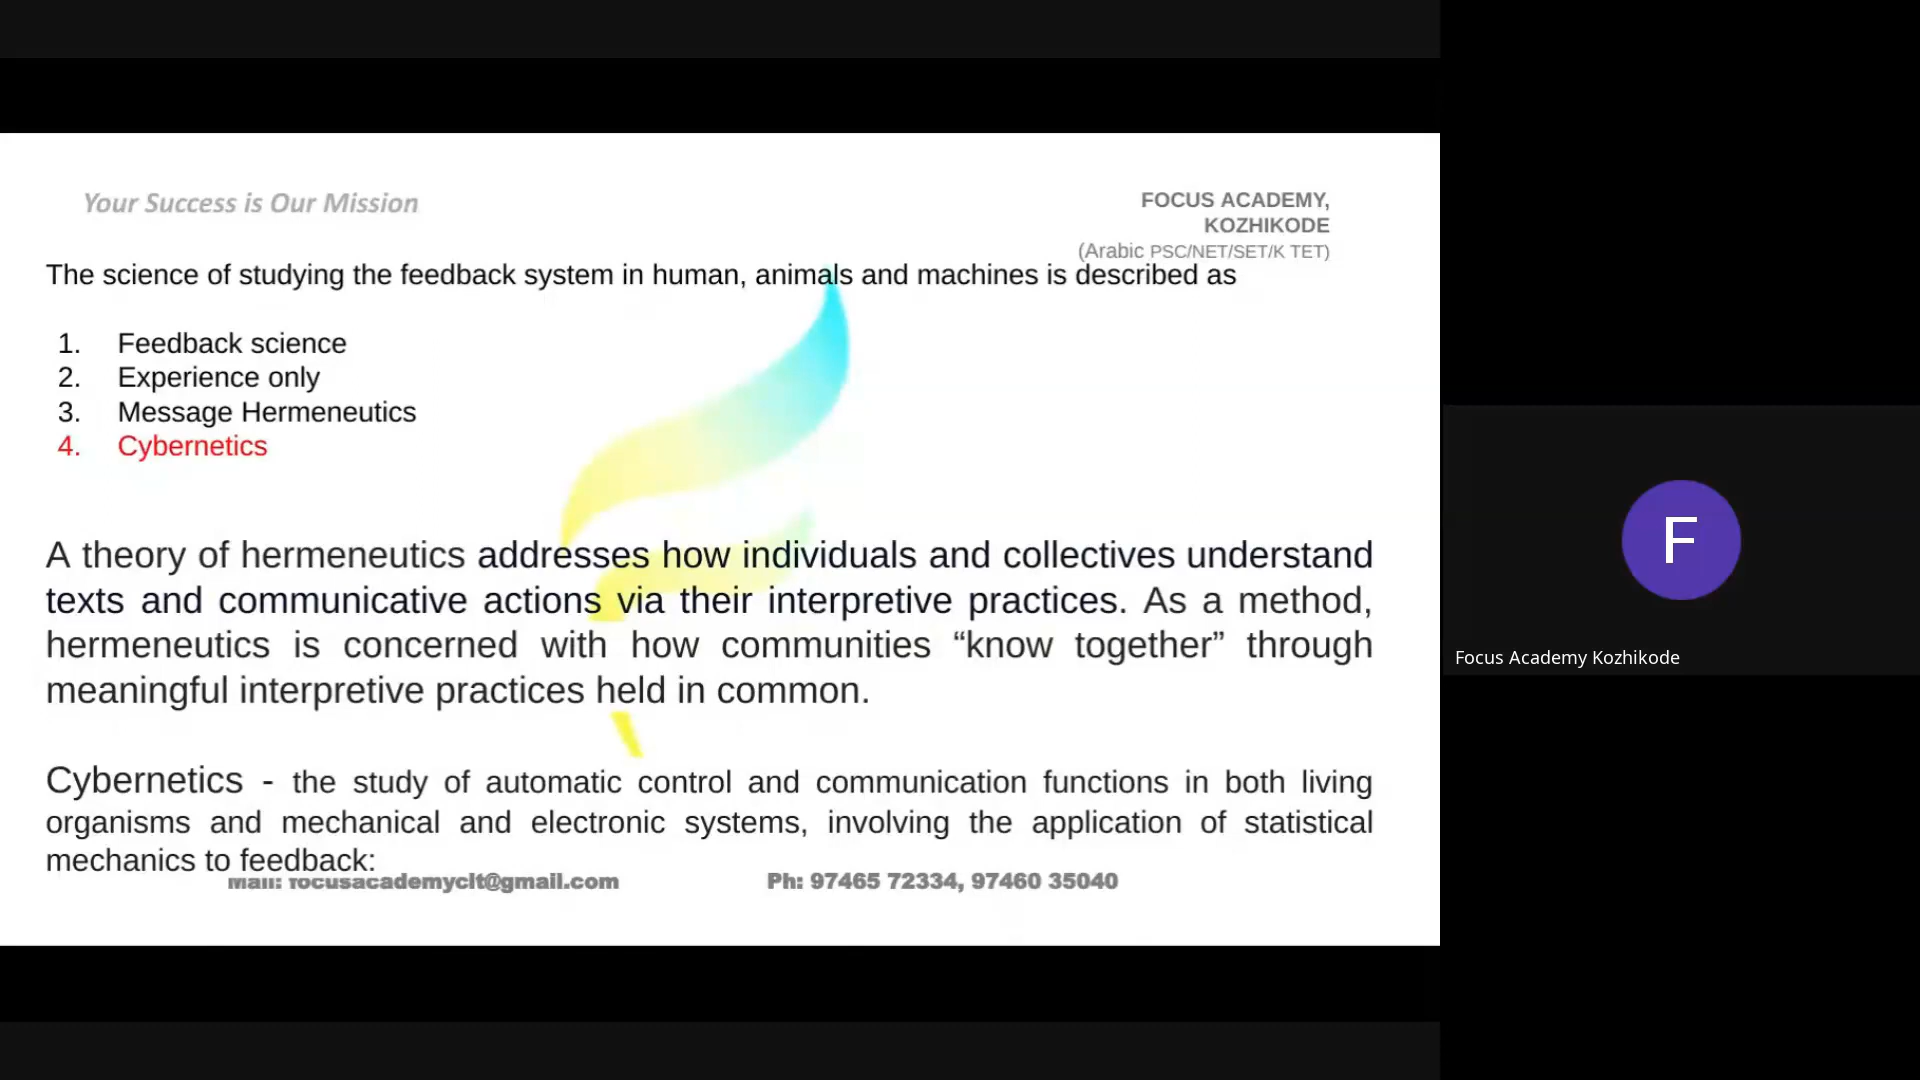 Your Success is Our Mission
FOCUS ACADEMY,
KOZHIKODE
(Arabic PSC/NET/SET/K TET)
The science of studying the feedback system in human, animals and machines is described as
1. Feedback science
2. Experience only
3. Message Hermeneutics
4. Cybernetics
A theory of hermeneutics addresses how individuals and collectives understand
texts and communicative actions via their interpretive practices. As a method,
hermeneutics is concerned with how communities “know together” through
meaningful interpretive practices held in common.
Cybernetics - the study of automatic control and communication functions in both living
organisms and mechanical and electronic systems, involving the application of statistical
mechanics to feedback:
Mail: focusacademyclt@gmail.com Ph: 97465 72334, 97460 35040
F
Focus Academy Kozhikode